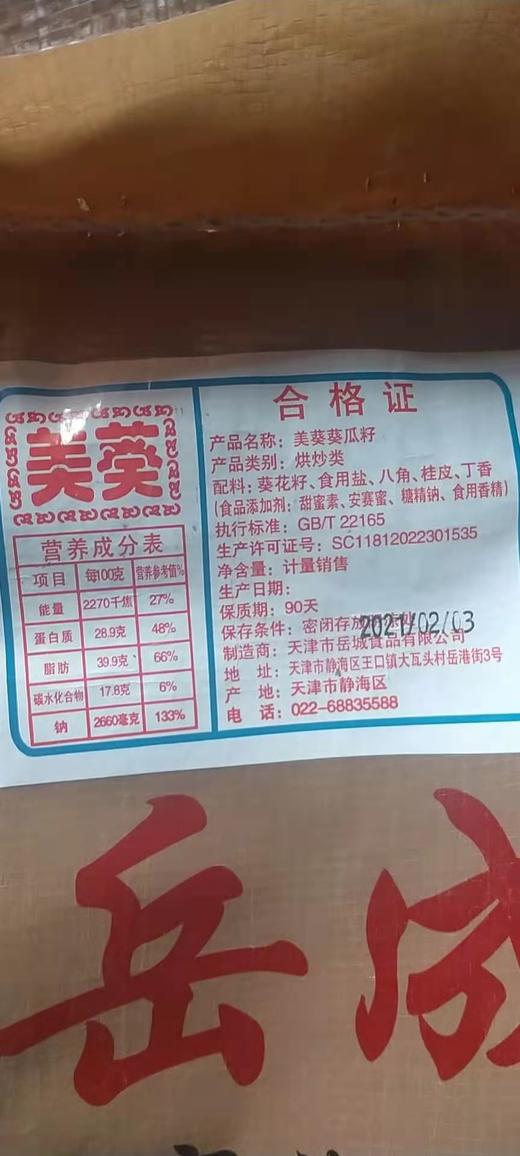 美葵
营养成分表
项目 每100克 营养参考值%
能量 2270千焦 27%
蛋白质 28.9克 48%
脂肪 39.9克 66%
碳水化合物 17.8克 6%
钠 2660毫克 133%
合格证
产品名称：美葵葵瓜籽
产品类别：烘炒类
配料：葵花籽、食用盐、八角、桂皮、丁香
(食品添加剂：甜蜜素、安赛蜜、糖精钠、食用香精)
执行标准：GB/T 22165
生产许可证号：SC11812022301535
净含量：计量销售
生产日期：
保质期：90天
2021/02/03
保存条件：密闭存放
制造商：天津市岳城食品有限公司
地 址：天津市静海区王口镇大瓦头村岳港街3号
产 地：天津市静海区
电 话：022-68835588
岳